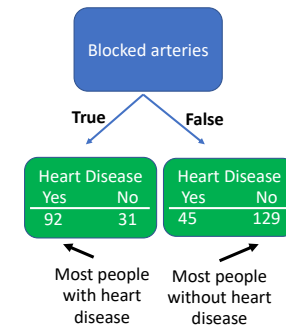 Blocked arteries
True False
Heart Disease
Yes No
92 31
Heart Disease
Yes No
45 129
Most people
with heart
disease
Most people
without heart
disease